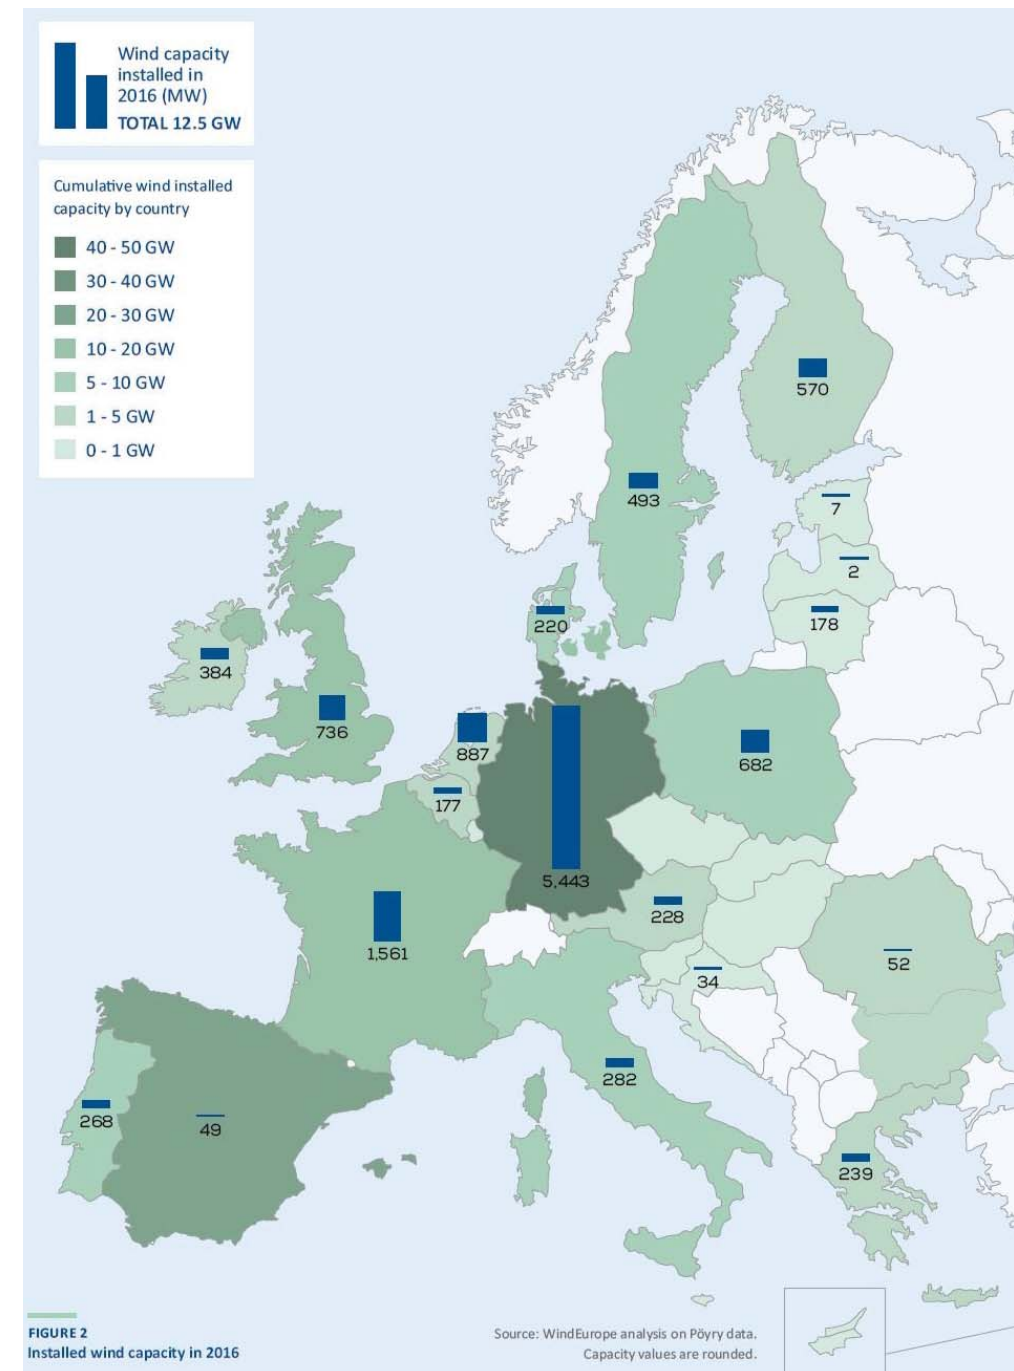 Wind capacity
installed in
2016 (MW)
TOTAL 12.5 GW
Cumulative wind installed
capacity by country
40 - 50 GW
30 - 40 GW
20 - 30 GW
10 - 20 GW
5 - 10 GW
1 - 5 GW
0 - 1 GW
570
493
7
2
178
220
384
736
887
682
177
5,443
228
1,561
52
34
282
268
49
239
FIGURE 2
Installed wind capacity in 2016
Source: WindEurope analysis on Pöyry data.
Capacity values are rounded.